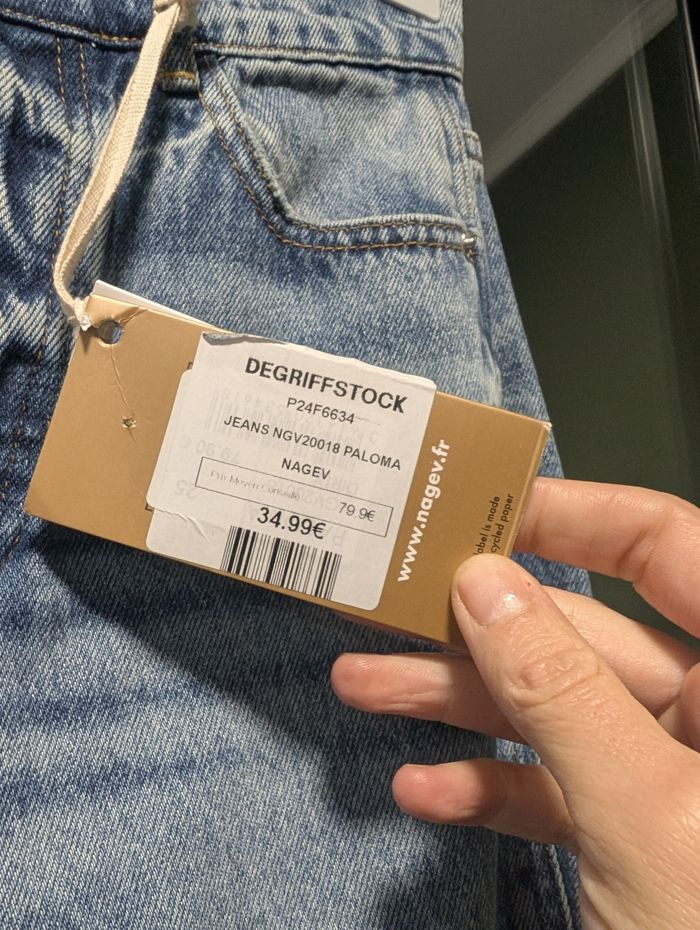 DEGRIFFSTOCK
P24F6634
JEANS NGV20018 PALOMA
NAGEV
Prix Moyen Conseillé 79.9€
34.99€
www.nagev.fr
label is made
cycled paper